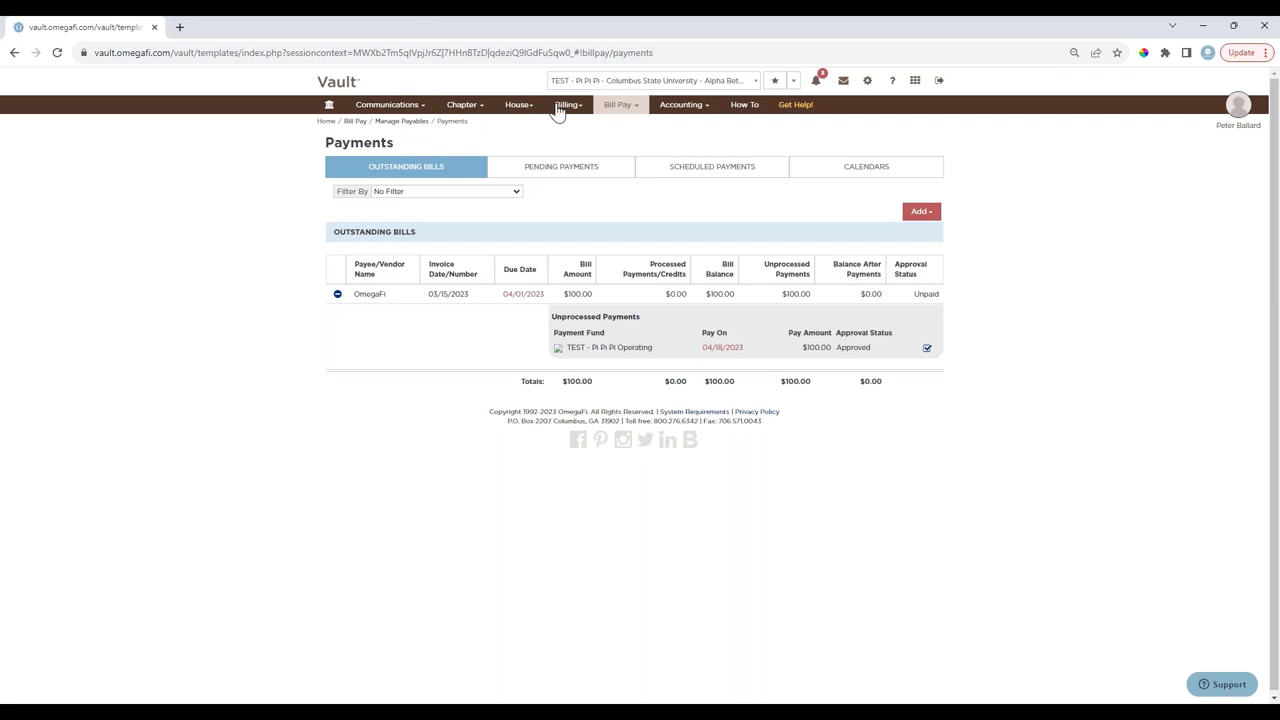 vault.omegafi.com/vault/templa
vault.omegafi.com/vault/templates/index.php?sessioncontext=MWXb2Tm5qIVpjJr6Z]7HHnBTzD[qdeziQ9IGdFuSqw0_#!billpay/payments
Update
Vault
TEST - Pi Pi Pi - Columbus State University - Alpha Bet...
3
Communications Chapter House Billing Bill Pay Accounting How To Get Help!
Peter Ballard
Home / Bill Pay / Manage Payables / Payments
Payments
OUTSTANDING BILLS PENDING PAYMENTS SCHEDULED PAYMENTS CALENDARS
Filter By No Filter
Add
OUTSTANDING BILLS
Payee/Vendor Name Invoice Date/Number Due Date Bill Amount Processed Payments/Credits Bill Balance Unprocessed Payments Balance After Payments Approval Status
OmegaFi 03/15/2023 04/01/2023 $100.00 $0.00 $100.00 $100.00 $0.00 Unpaid
Unprocessed Payments
Payment Fund Pay On Pay Amount Approval Status
TEST - Pi Pi Pi Operating 04/18/2023 $100.00 Approved
Totals: $100.00 $0.00 $100.00 $100.00 $0.00
Copyright 1992-2023 OmegaFi. All Rights Reserved. | System Requirements | Privacy Policy
P.O. Box 2207 Columbus, GA 31902 | Toll free: 800.276.6342 | Fax: 706.571.0043
Support